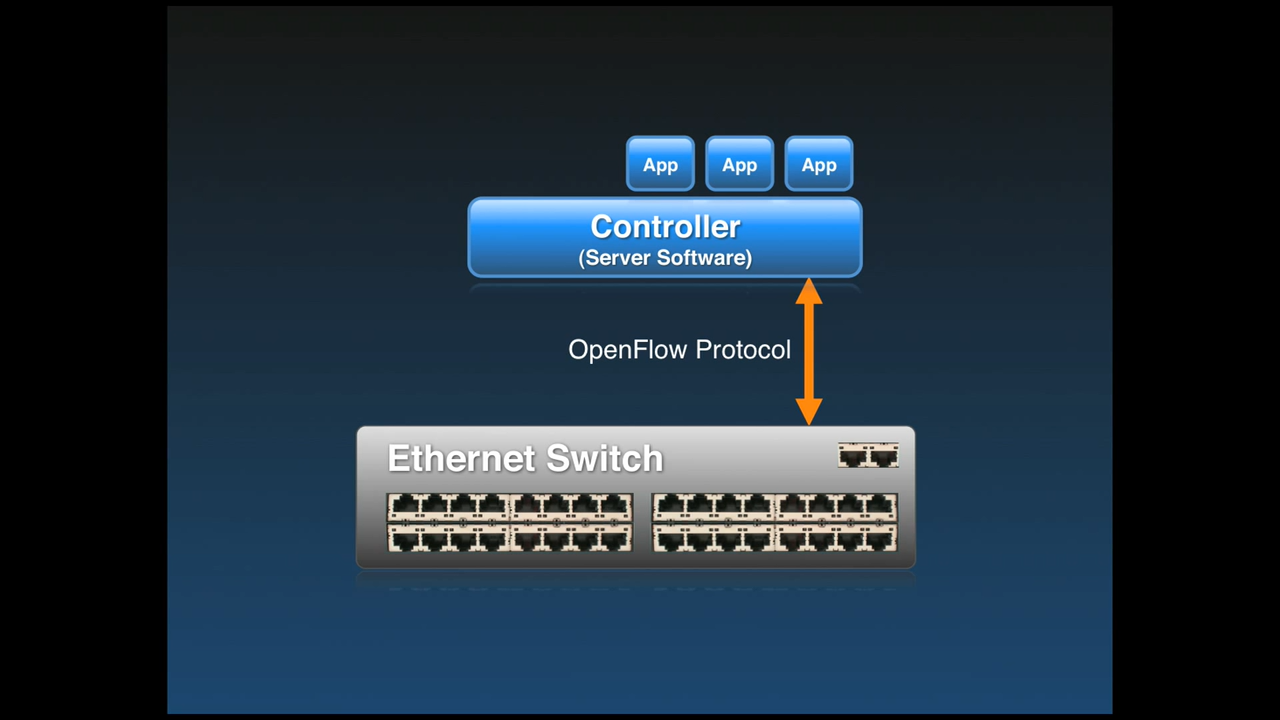 App App App
Controller
(Server Software)
OpenFlow Protocol
Ethernet Switch